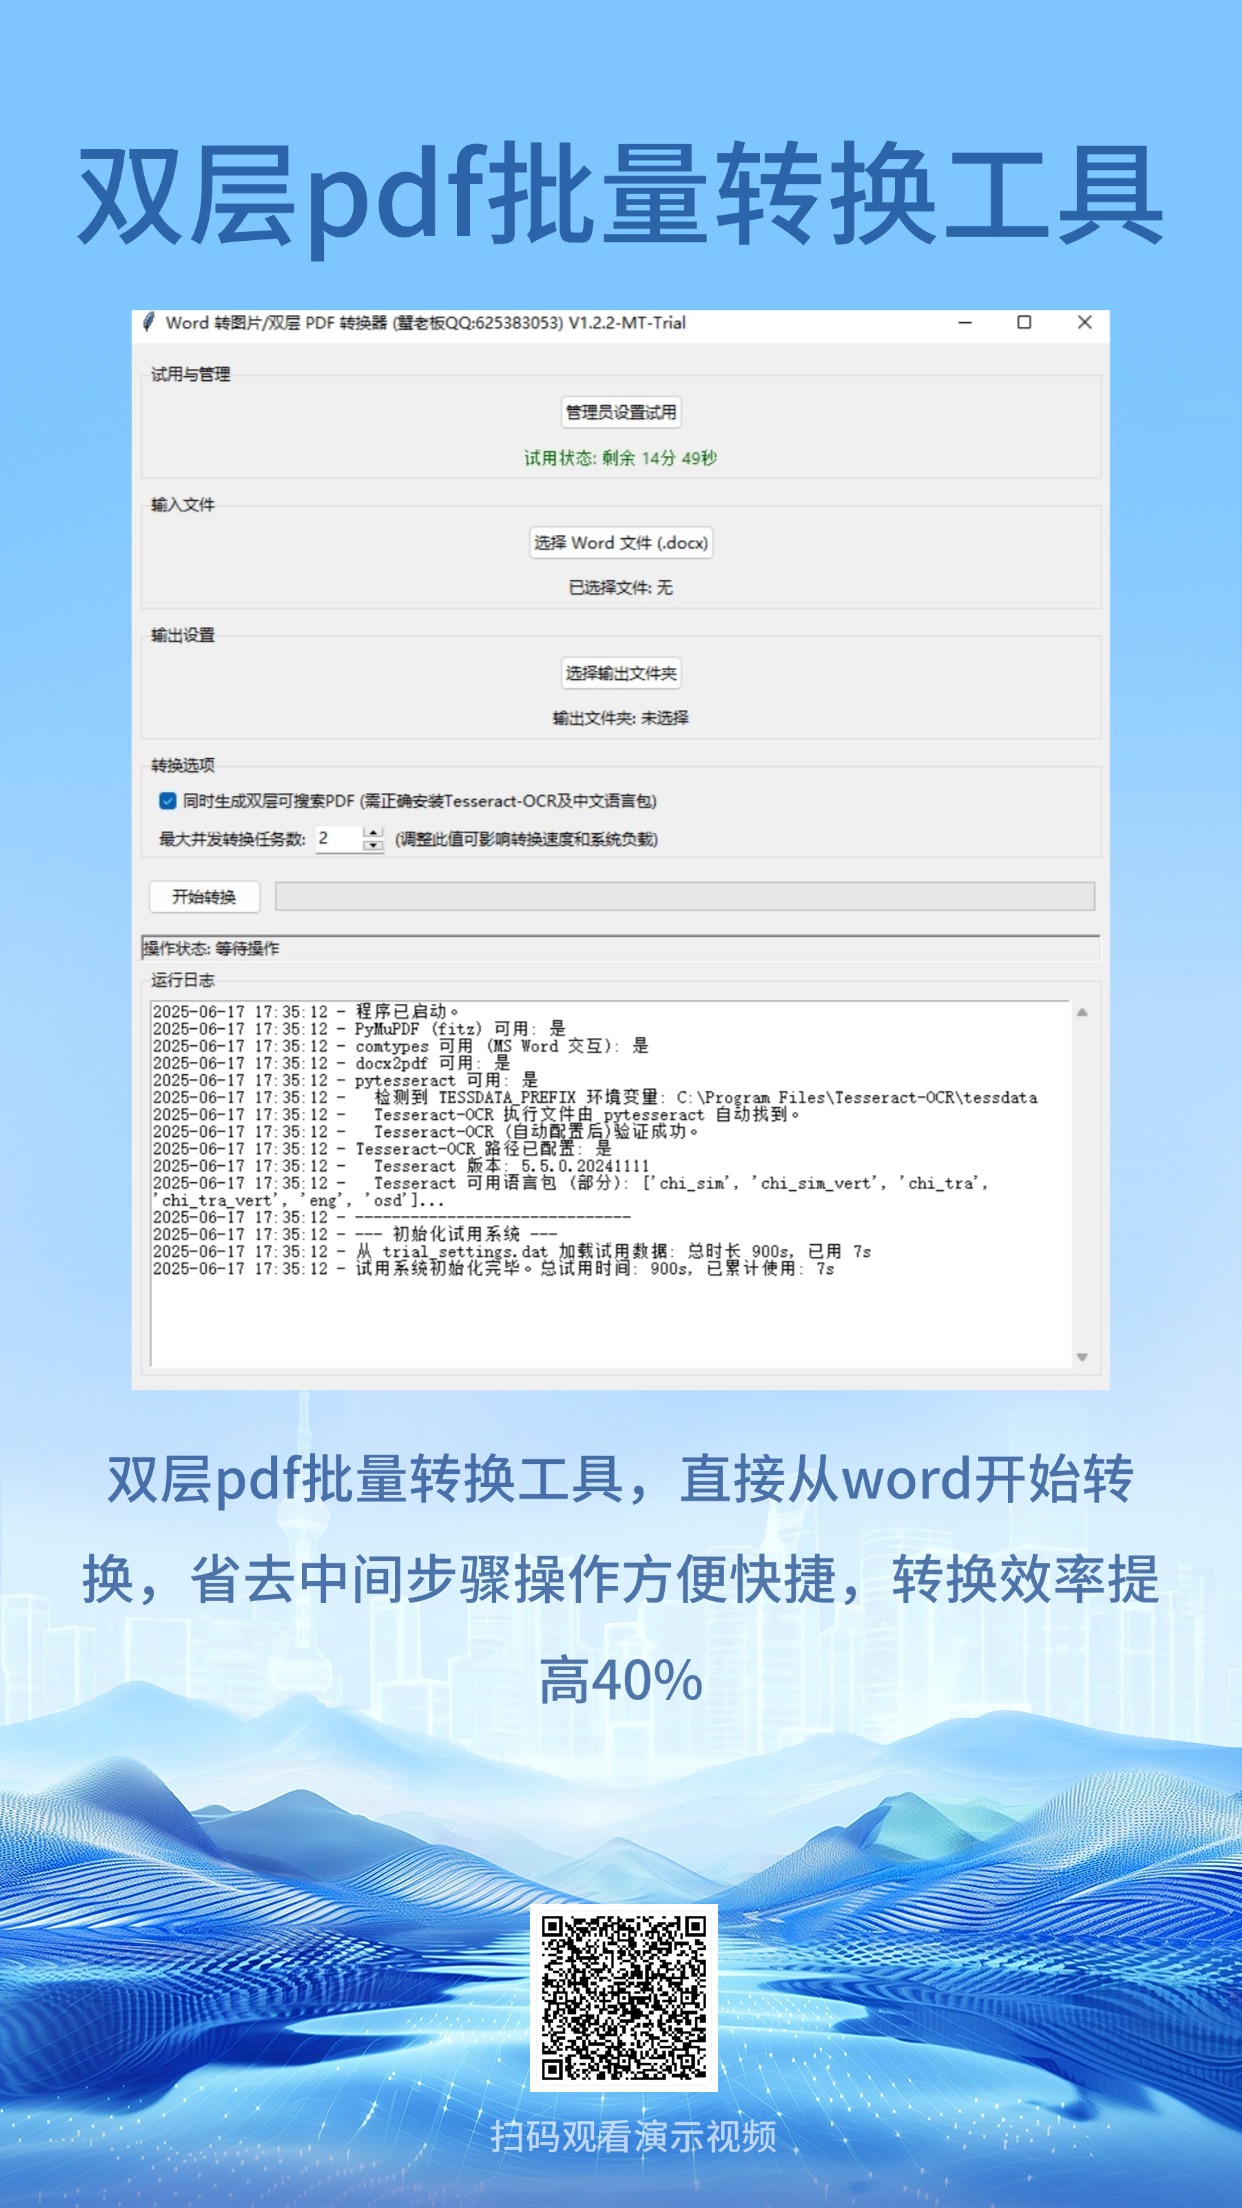 双层pdf批量转换工具
Word 转图片/双层 PDF 转换器 (蟹老板QQ:625383053) V1.2.2-MT-Trial
试用与管理
管理员设置试用
试用状态: 剩余 14分 49秒
输入文件
选择 Word 文件 (.docx)
已选择文件: 无
输出设置
选择输出文件夹
输出文件夹: 未选择
转换选项
同时生成双层可搜索PDF (需正确安装Tesseract-OCR及中文语言包)
最大并发转换任务数: 2 (调整此值可影响转换速度和系统负载)
开始转换
操作状态: 等待操作
运行日志
2025-06-17 17:35:12 - 程序已启动。
2025-06-17 17:35:12 - PyMuPDF (fitz) 可用: 是
2025-06-17 17:35:12 - comtypes 可用 (MS Word 交互): 是
2025-06-17 17:35:12 - docx2pdf 可用: 是
2025-06-17 17:35:12 - pytesseract 可用: 是
2025-06-17 17:35:12 -   检测到 TESSDATA_PREFIX 环境变量: C:\Program Files\Tesseract-OCR\tessdata
2025-06-17 17:35:12 -   Tesseract-OCR 执行文件由 pytesseract 自动找到。
2025-06-17 17:35:12 -   Tesseract-OCR (自动配置后)验证成功。
2025-06-17 17:35:12 - Tesseract-OCR 路径已配置: 是
2025-06-17 17:35:12 -   Tesseract 版本: 5.5.0.20241111
2025-06-17 17:35:12 -   Tesseract 可用语言包 (部分): ['chi_sim', 'chi_sim_vert', 'chi_tra',
'chi_tra_vert', 'eng', 'osd']...
2025-06-17 17:35:12 - ------------------------------
2025-06-17 17:35:12 - --- 初始化试用系统 ---
2025-06-17 17:35:12 - 从 trial_settings.dat 加载试用数据: 总时长 900s, 已用 7s
2025-06-17 17:35:12 - 试用系统初始化完毕。总试用时间: 900s, 已累计使用: 7s
双层pdf批量转换工具，直接从word开始转
换，省去中间步骤操作方便快捷，转换效率提
高40%
扫码观看演示视频